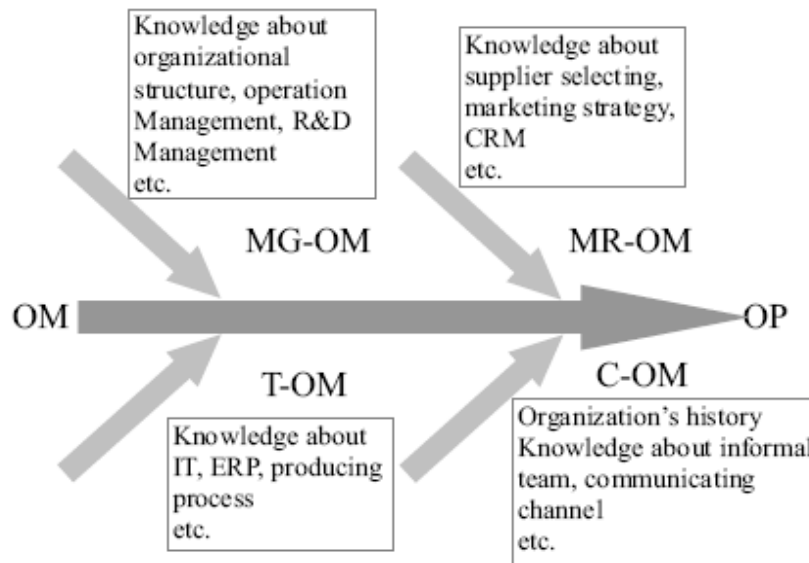 Knowledge about
organizational
structure, operation
Management, R&D
Management
etc.
Knowledge about
supplier selecting,
marketing strategy,
CRM
etc.
MG-OM
MR-OM
OM
OP
T-OM
C-OM
Knowledge about
IT, ERP, producing
process
etc.
Organization's history
Knowledge about informal
team, communicating
channel
etc.